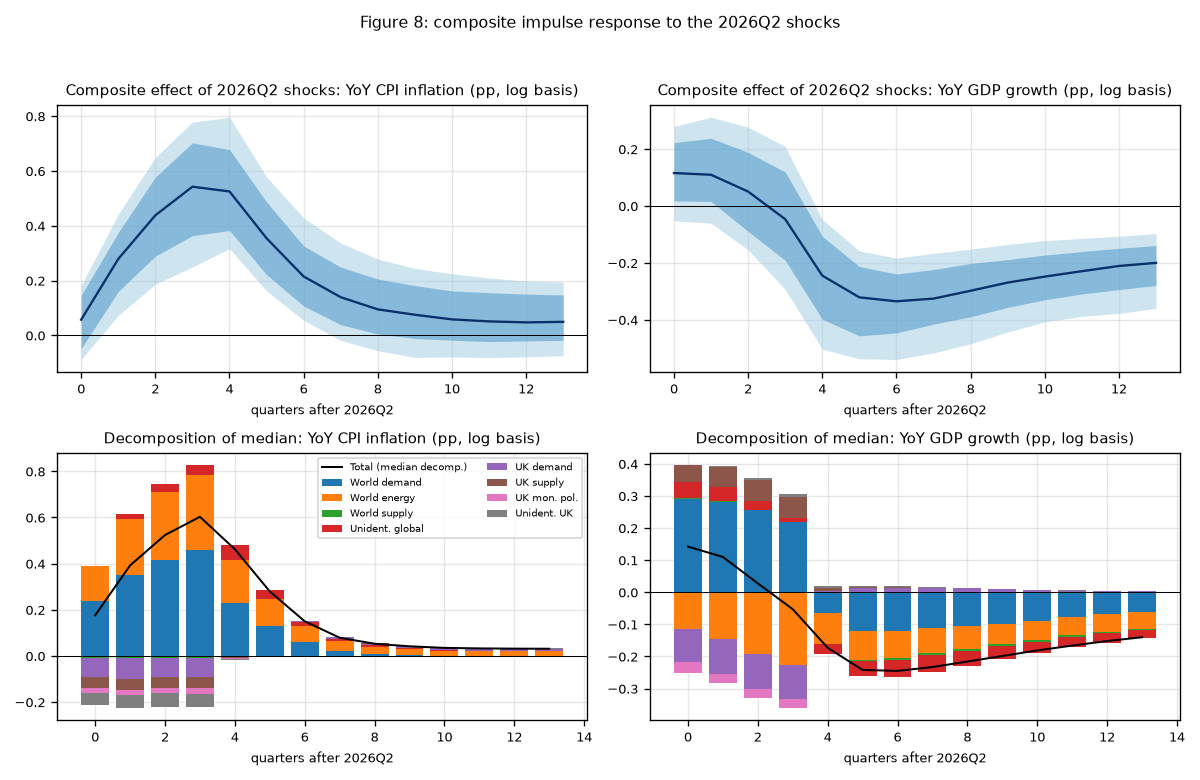 Figure 8: composite impulse response to the 2026Q2 shocks
Composite effect of 2026Q2 shocks: YoY CPI inflation (pp, log basis)
0.8
0.6
0.4
0.2
0.0
0 2 4 6 8 10 12
quarters after 2026Q2
Composite effect of 2026Q2 shocks: YoY GDP growth (pp, log basis)
0.2
0.0
−0.2
−0.4
0 2 4 6 8 10 12
quarters after 2026Q2
Decomposition of median: YoY CPI inflation (pp, log basis)
0.8
0.6
0.4
0.2
0.0
−0.2
Total (median decomp.)
World demand
World energy
World supply
Unident. global
UK demand
UK supply
UK mon. pol.
Unident. UK
0 2 4 6 8 10 12 14
quarters after 2026Q2
Decomposition of median: YoY GDP growth (pp, log basis)
0.4
0.3
0.2
0.1
0.0
−0.1
−0.2
−0.3
0 2 4 6 8 10 12 14
quarters after 2026Q2